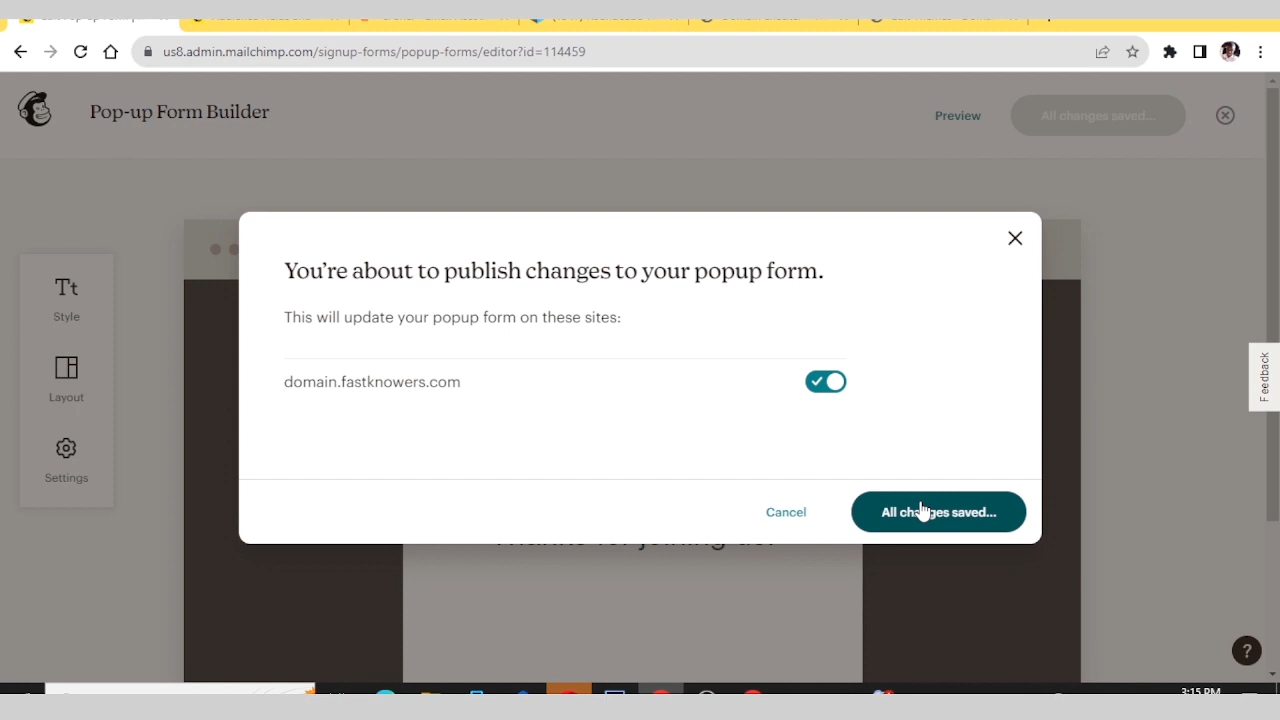 us8.admin.mailchimp.com/signup-forms/popup-forms/editor?id=114459
Pop-up Form Builder
Preview
All changes saved...
You're about to publish changes to your popup form.
This will update your popup form on these sites:
domain.fastknowers.com
Cancel
All changes saved...
Tt
Style
Layout
Settings
Feedback
?
3:15 PM